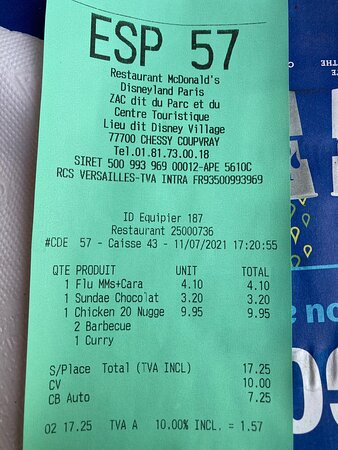 ESP 57
Restaurant McDonald's
Disneyland Paris
ZAC dit du Parc et du
Centre Touristique
Lieu dit Disney Village
77700 CHESSY COUPVRAY
Tel.01.81.73.00.18
SIRET 500 993 969 00012-APE 5610C
RCS VERSAILLES-TVA INTRA FR93500993969
ID Equipier 187
Restaurant 25000736
#CDE 57 - Caisse 43 - 11/07/2021 17:20:55
QTE PRODUIT UNIT TOTAL
1 Flu MMs+Cara 4.10 4.10
1 Sundae Chocolat 3.20 3.20
1 Chicken 20 Nugge 9.95 9.95
2 Barbecue
1 Curry
S/Place Total (TVA INCL) 17.25
CV 10.00
CB Auto 7.25
02 17.25 TVA A 10.00% INCL. = 1.57